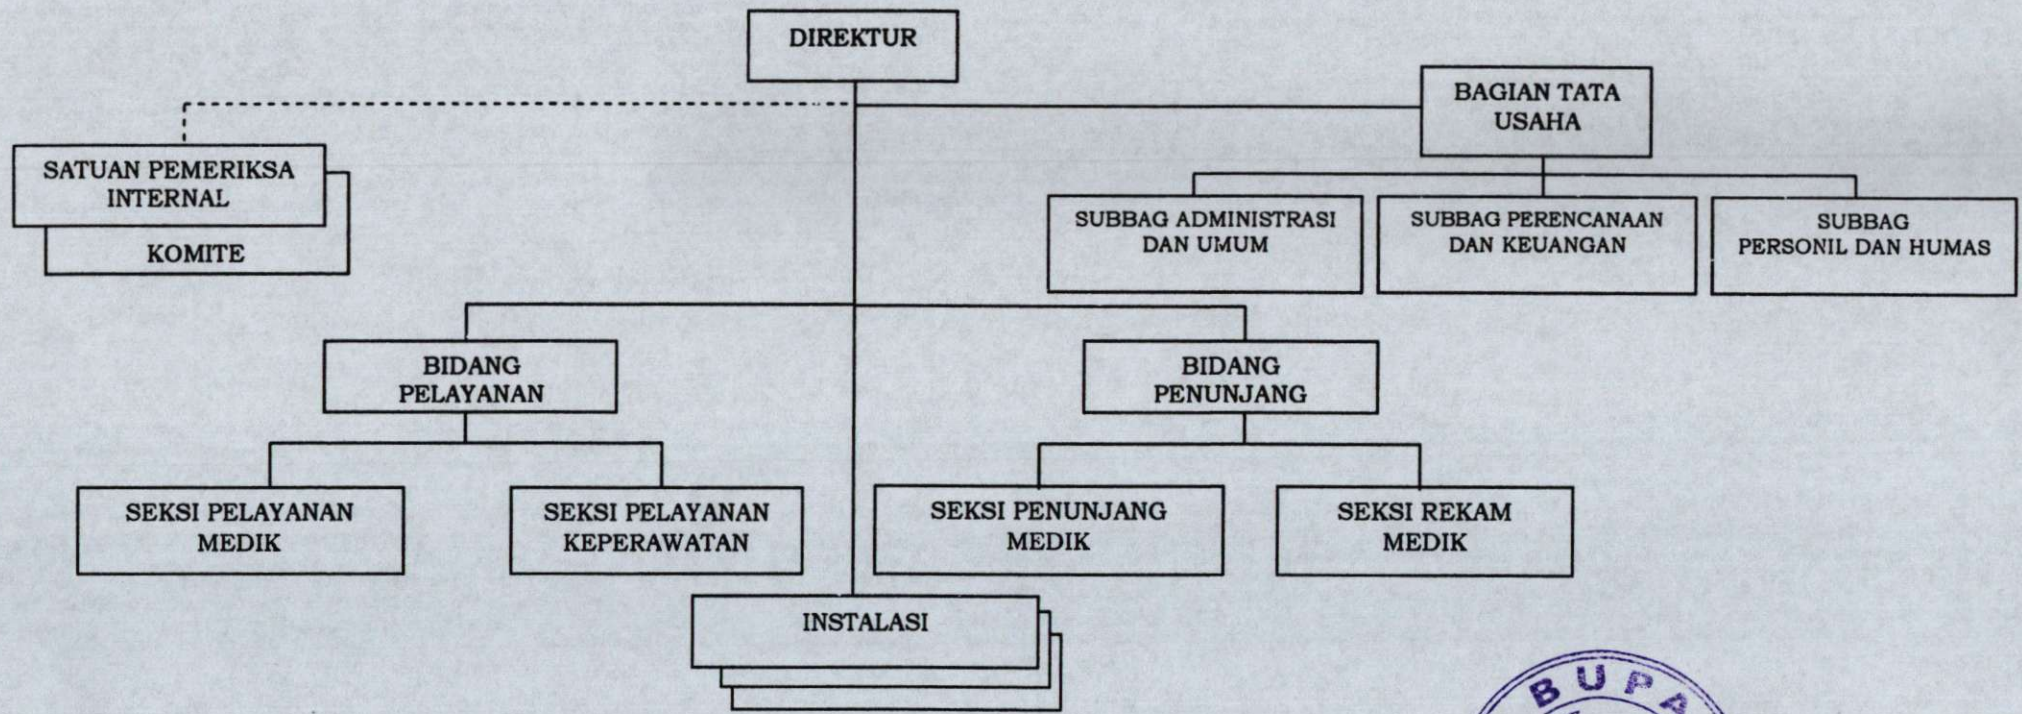 DIREKTUR
BAGIAN TATA
USAHA
SATUAN PEMERIKSA
INTERNAL
KOMITE
SUBBAG ADMINISTRASI
DAN UMUM
SUBBAG PERENCANAAN
DAN KEUANGAN
SUBBAG
PERSONIL DAN HUMAS
BIDANG
PELAYANAN
BIDANG
PENUNJANG
SEKSI PELAYANAN
MEDIK
SEKSI PELAYANAN
KEPERAWATAN
SEKSI PENUNJANG
MEDIK
SEKSI REKAM
MEDIK
INSTALASI
BUPA